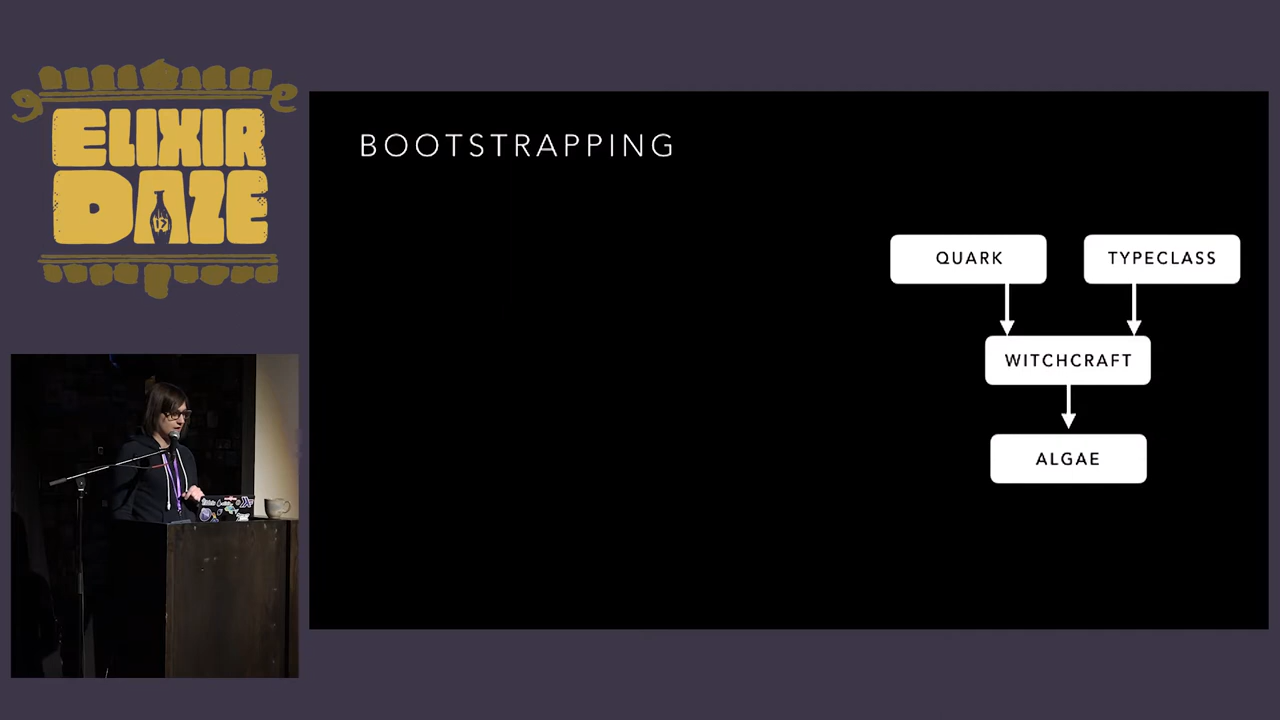 ELIXIR
DAZE
BOOTSTRAPPING
QUARK
TYPECLASS
WITCHCRAFT
ALGAE